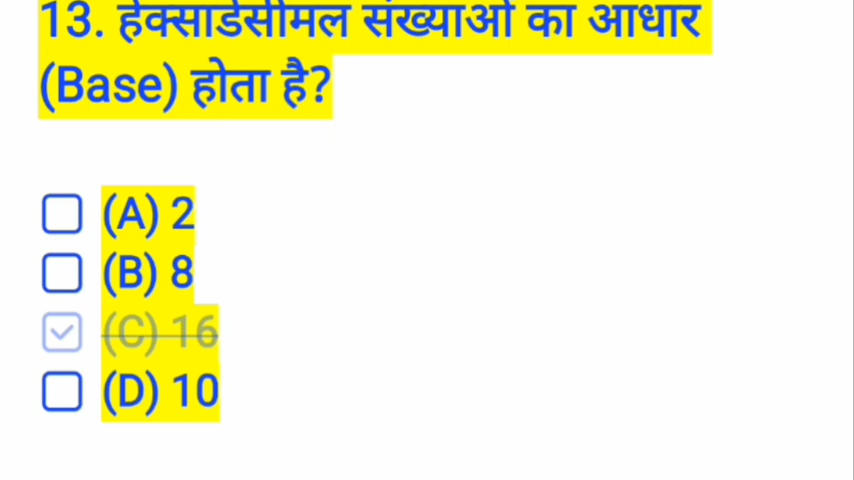 13. हेक्साडेसीमल संख्याओं का आधार
(Base) होता है?
(A) 2
(B) 8
(C) 16
(D) 10